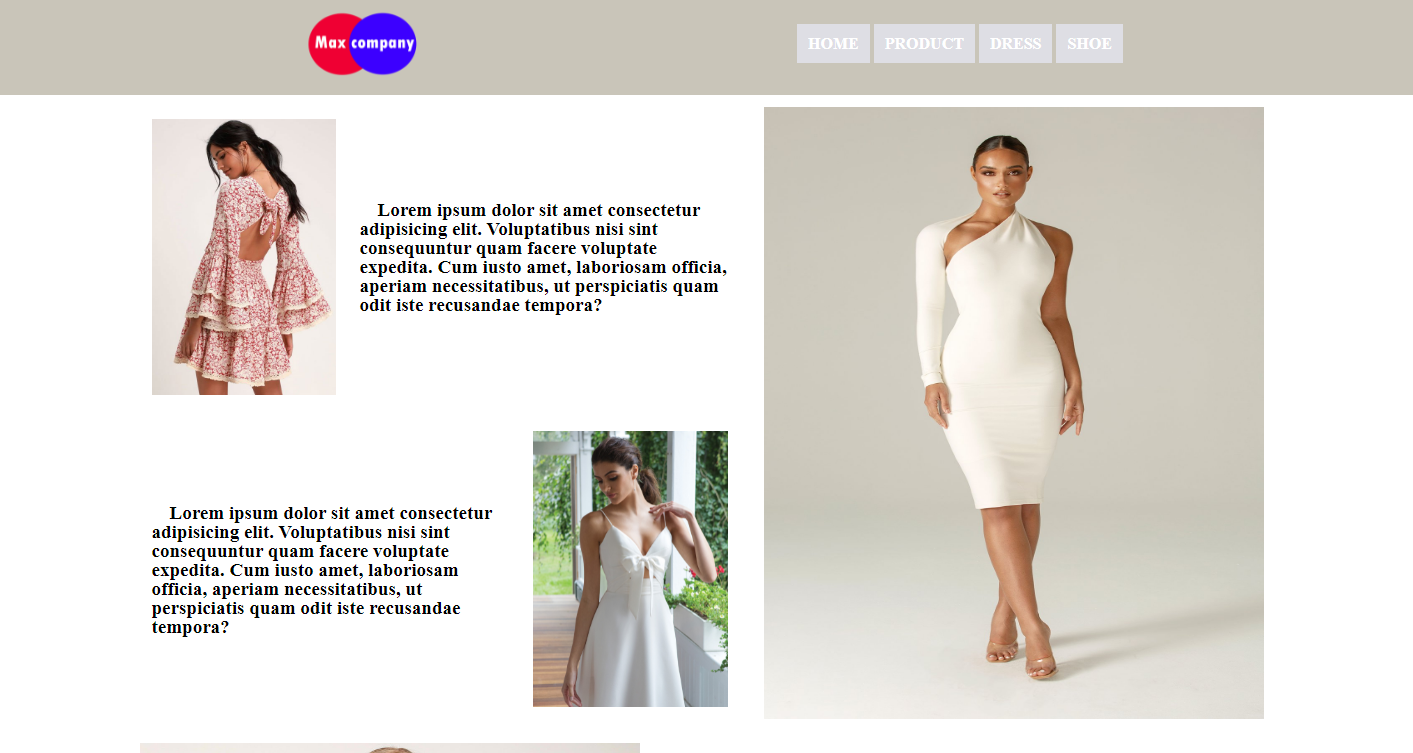 Max company
HOME PRODUCT DRESS SHOE
Lorem ipsum dolor sit amet consectetur
adipisicing elit. Voluptatibus nisi sint
consequuntur quam facere voluptate
expedita. Cum iusto amet, laboriosam officia,
aperiam necessitatibus, ut perspiciatis quam
odit iste recusandae tempora?
Lorem ipsum dolor sit amet consectetur
adipisicing elit. Voluptatibus nisi sint
consequuntur quam facere voluptate
expedita. Cum iusto amet, laboriosam
officia, aperiam necessitatibus, ut
perspiciatis quam odit iste recusandae
tempora?